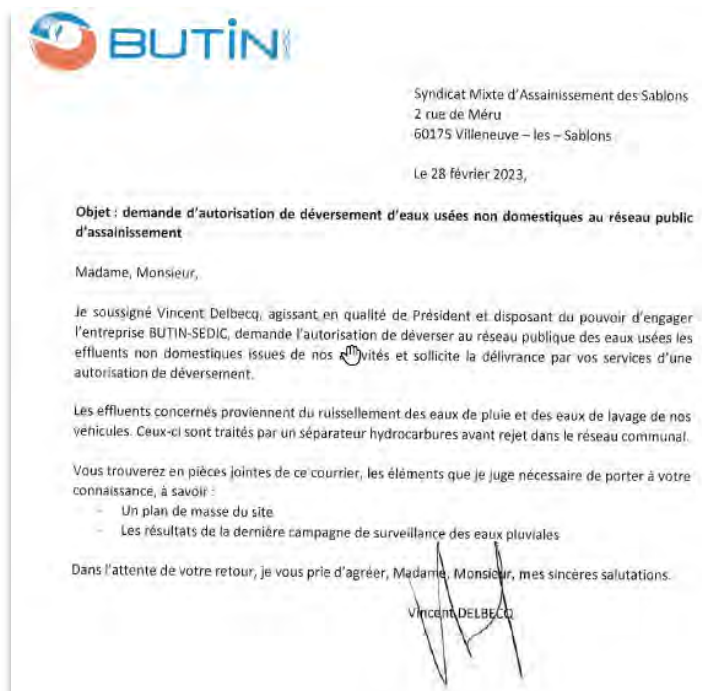 BUTIN
Syndicat Mixte d'Assainissement des Sablons
2 rue de Méru
60175 Villeneuve – les – Sablons
Le 28 février 2023,
Objet : demande d'autorisation de déversement d'eaux usées non domestiques au réseau public
d'assainissement
Madame, Monsieur,
Je soussigné Vincent Delbecq, agissant en qualité de Président et disposant du pouvoir d'engager
l'entreprise BUTIN-SEDIC, demande l'autorisation de déverser au réseau publique des eaux usées les
effluents non domestiques issues de nos vités et sollicite la délivrance par vos services d'une
autorisation de déversement.
Les effluents concernés proviennent du ruissellement des eaux de pluie et des eaux de lavage de nos
véhicules. Ceux-ci sont traités par un séparateur hydrocarbures avant rejet dans le réseau communal.
Vous trouverez en pièces jointes de ce courrier, les éléments que je juge nécessaire de porter à votre
connaissance, à savoir :
- Un plan de masse du site
- Les résultats de la dernière campagne de surveillance des eaux pluviales
Dans l'attente de votre retour, je vous prie d'agréer, Madame, Monsieur, mes sincères salutations.
Vincent DELBECQ